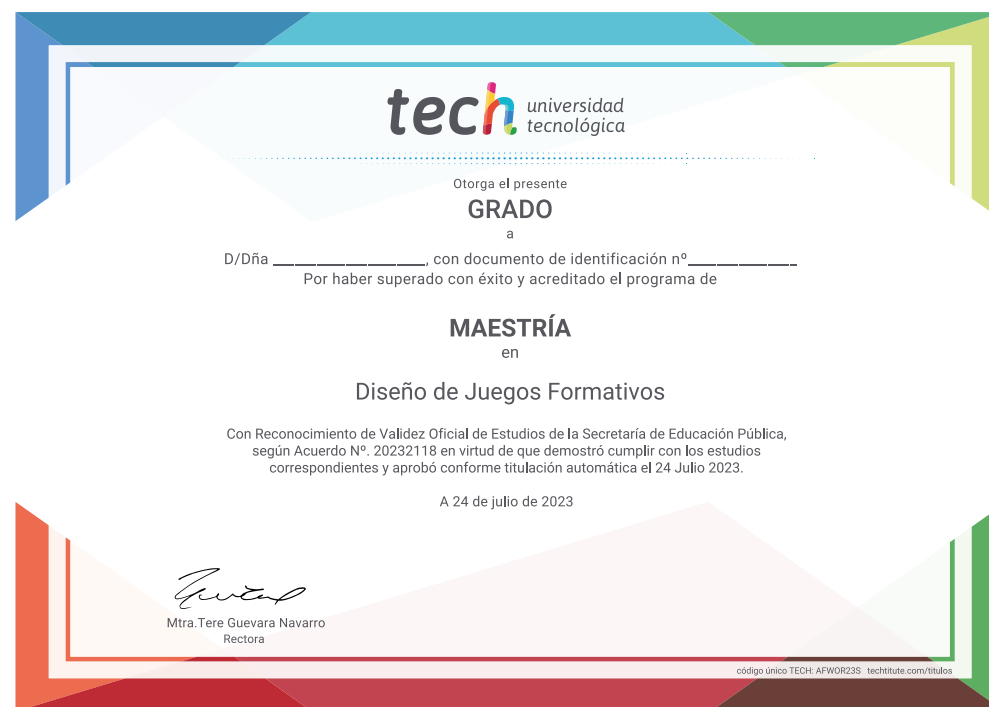 tech universidad
tecnológica
Otorga el presente
GRADO
a
D/Dña ___________________, con documento de identificación nº______________
Por haber superado con éxito y acreditado el programa de
MAESTRÍA
en
Diseño de Juegos Formativos
Con Reconocimiento de Validez Oficial de Estudios de la Secretaría de Educación Pública,
según Acuerdo Nº. 20232118 en virtud de que demostró cumplir con los estudios
correspondientes y aprobó conforme titulación automática el 24 Julio 2023.
A 24 de julio de 2023
Mtra.Tere Guevara Navarro
Rectora
código único TECH: AFWOR23S techtitute.com/titulos